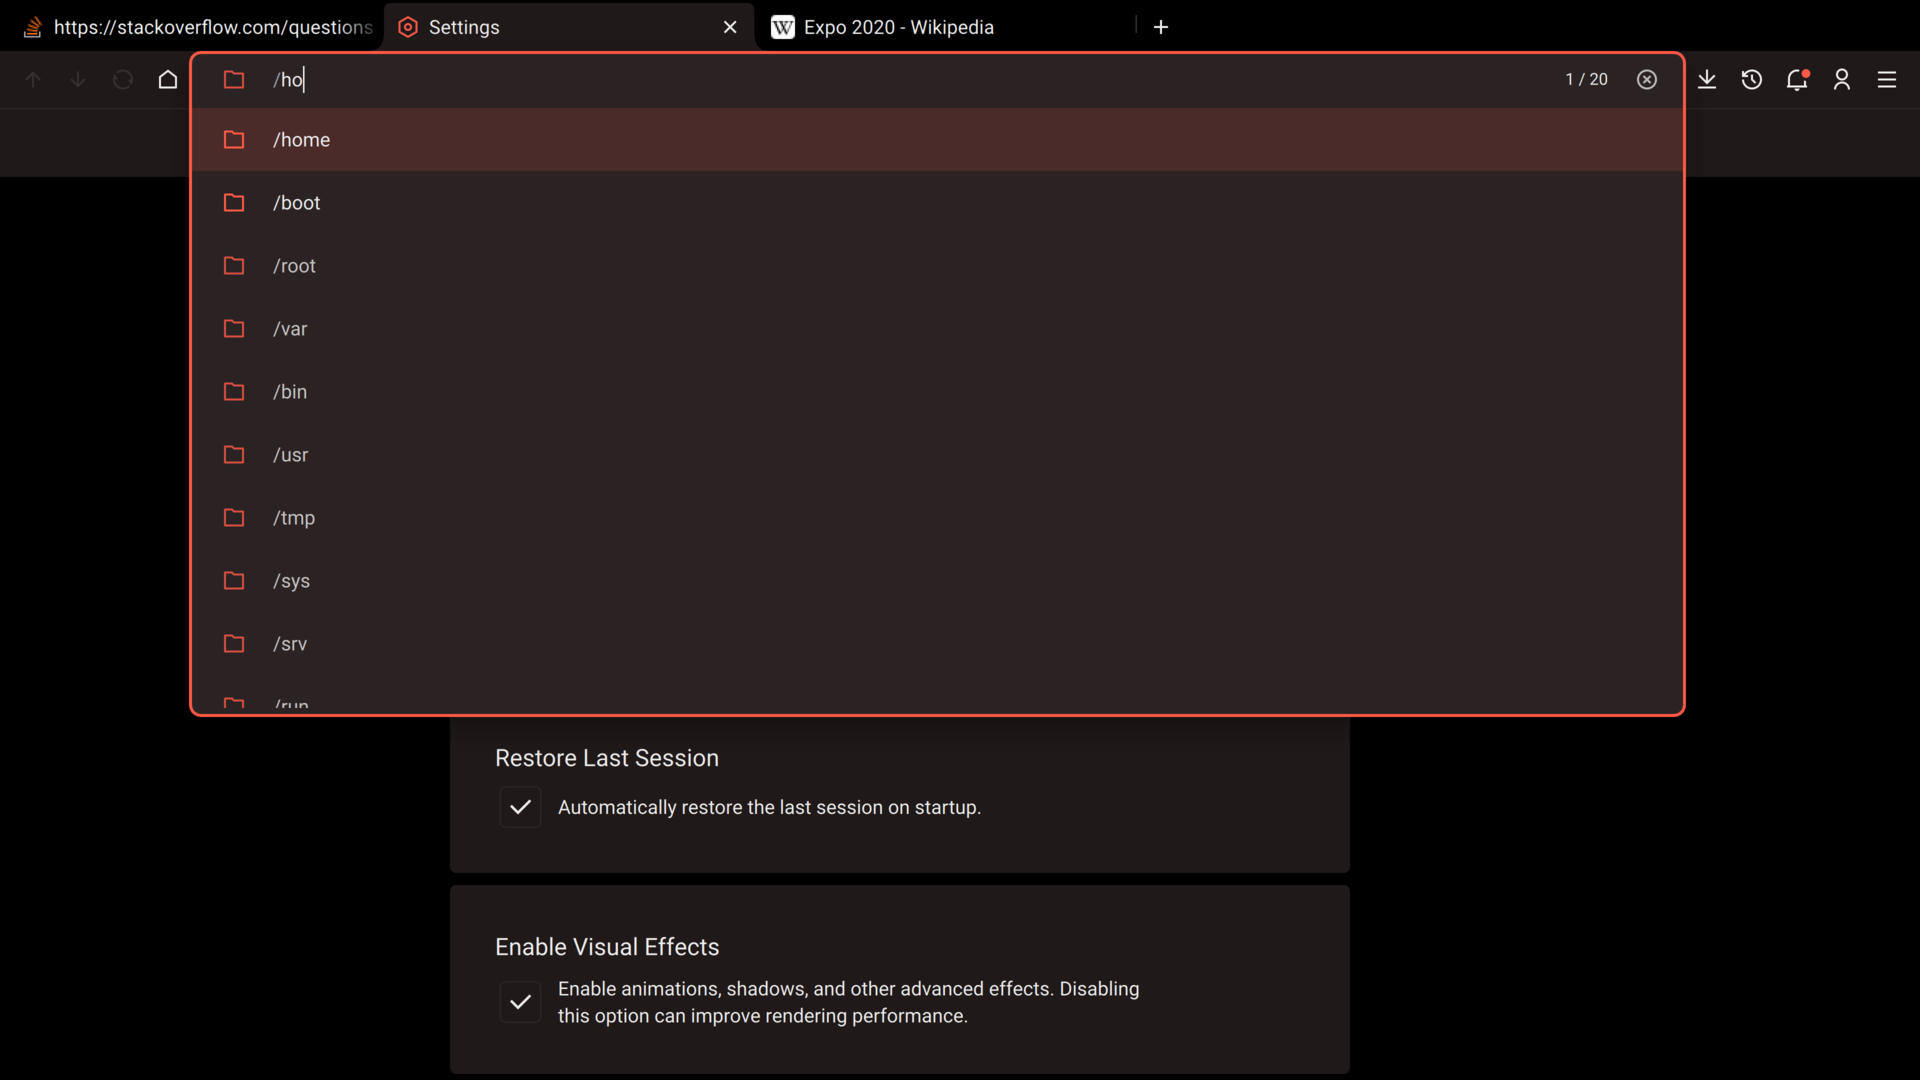 https://stackoverflow.com/questions
Settings
Expo 2020 - Wikipedia
/ho
1 / 20
/home
/boot
/root
/var
/bin
/usr
/tmp
/sys
/srv
/run
Restore Last Session
Automatically restore the last session on startup.
Enable Visual Effects
Enable animations, shadows, and other advanced effects. Disabling
this option can improve rendering performance.